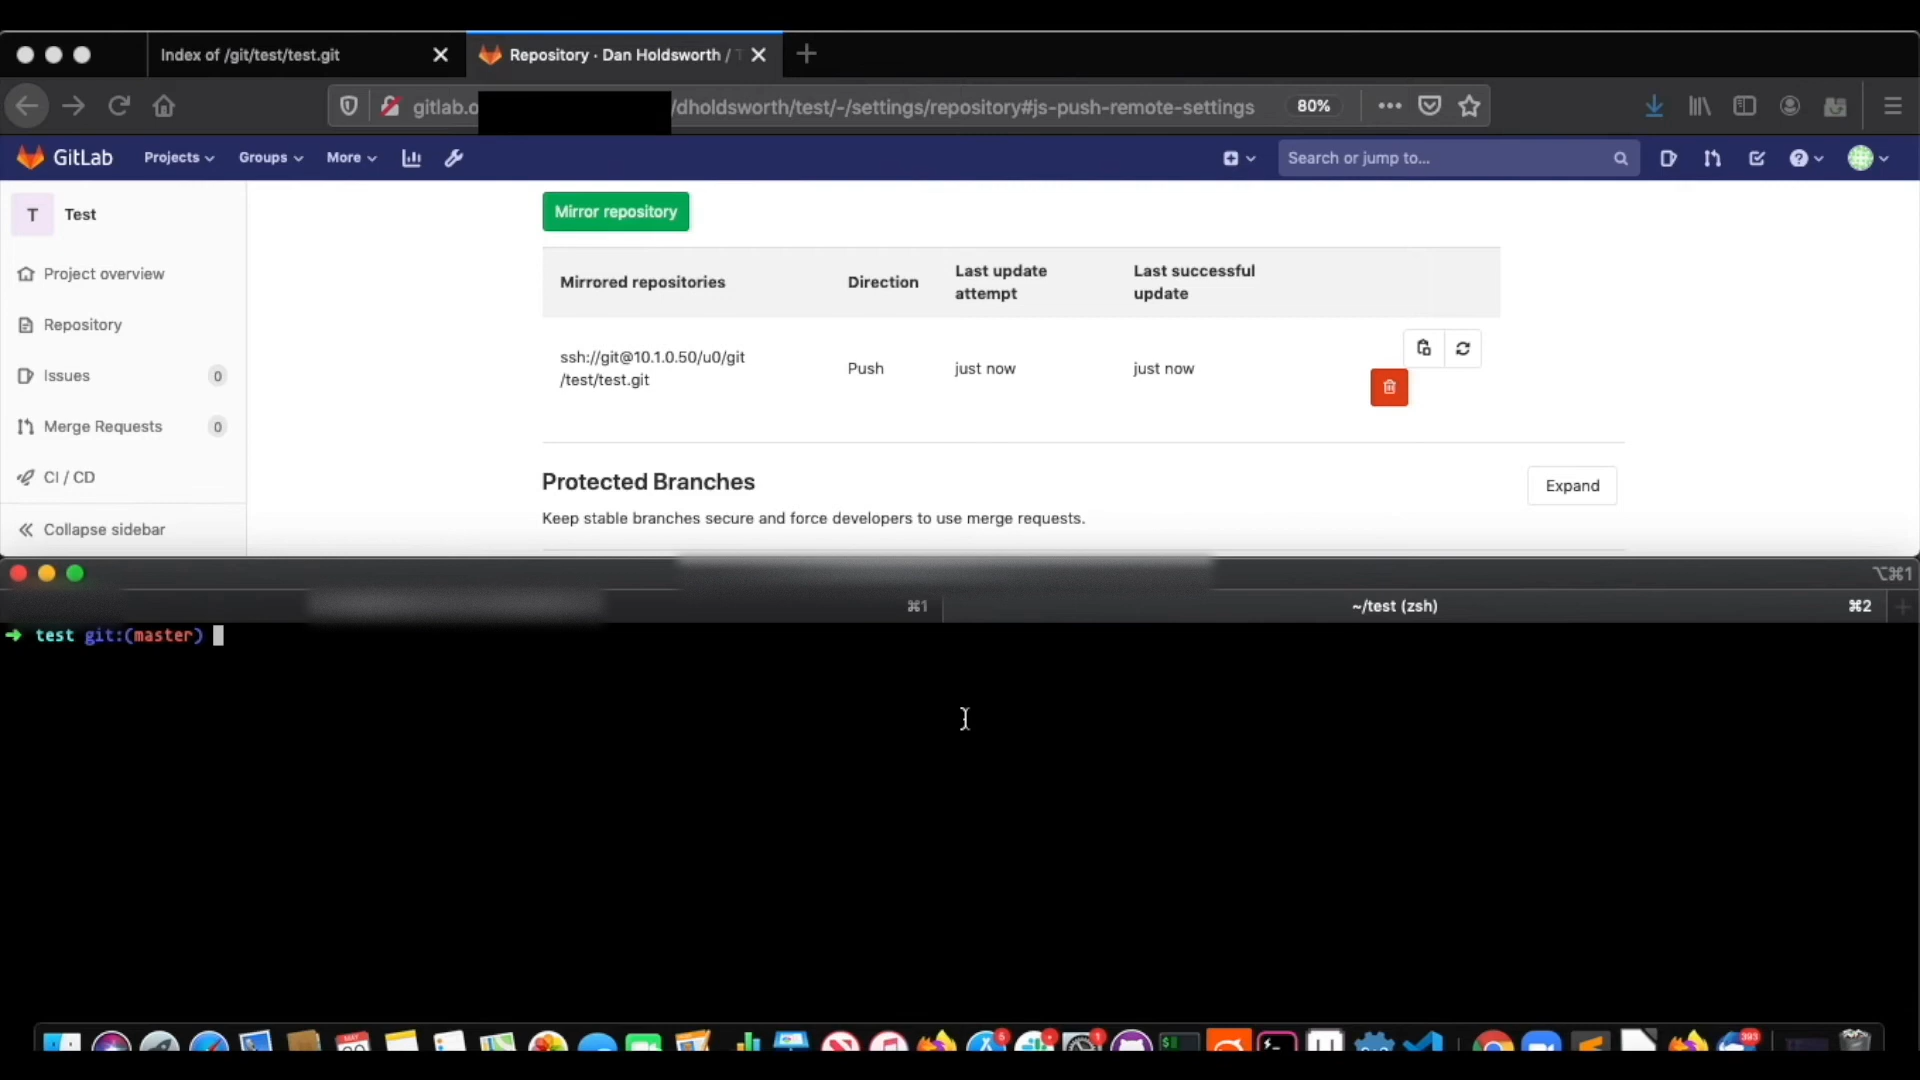 Index of /git/test/test.git
Repository · Dan Holdsworth / T
gitlab.o
/dholdsworth/test/-/settings/repository#js-push-remote-settings
80%
GitLab
Projects
Groups
More
Search or jump to...
T
Test
Project overview
Repository
Issues
0
Merge Requests
0
CI / CD
Collapse sidebar
Mirror repository
Mirrored repositories
Direction
Last update
attempt
Last successful
update
ssh://git@10.1.0.50/u0/git
/test/test.git
Push
just now
just now
Protected Branches
Expand
Keep stable branches secure and force developers to use merge requests.
⌥⌘1
⌘1
~/test (zsh)
⌘2
➜ test git:(master)
393